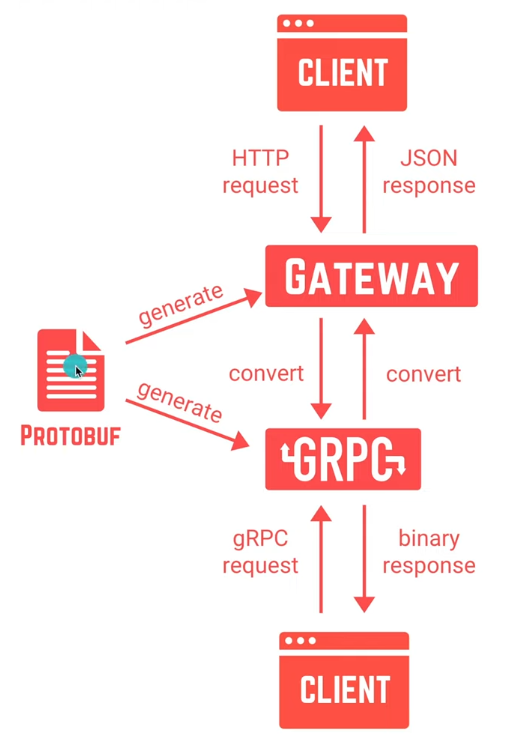 CLIENT
HTTP
request
JSON
response
GATEWAY
generate
convert
convert
generate
PROTOBUF
GRPC
gRPC
request
binary
response
CLIENT